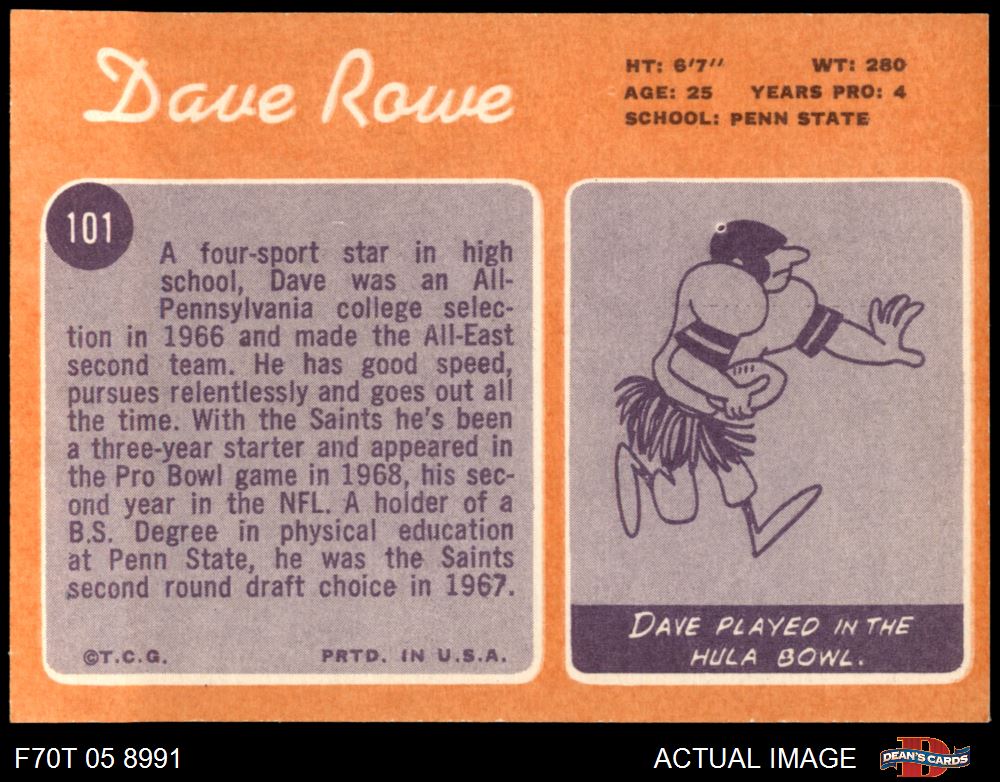 Dave Rowe
HT: 6'7" WT: 280
AGE: 25 YEARS PRO: 4
SCHOOL: PENN STATE
101
A four-sport star in high
school, Dave was an All-
Pennsylvania college selec-
tion in 1966 and made the All-East
second team. He has good speed,
pursues relentlessly and goes out all
the time. With the Saints he's been
a three-year starter and appeared in
the Pro Bowl game in 1968, his sec-
ond year in the NFL. A holder of a
B.S. Degree in physical education
at Penn State, he was the Saints
second round draft choice in 1967.
©T.C.G. PRTD. IN U.S.A.
DAVE PLAYED IN THE
HULA BOWL.
F70T 05 8991
ACTUAL IMAGE
DEAN'S CARDS